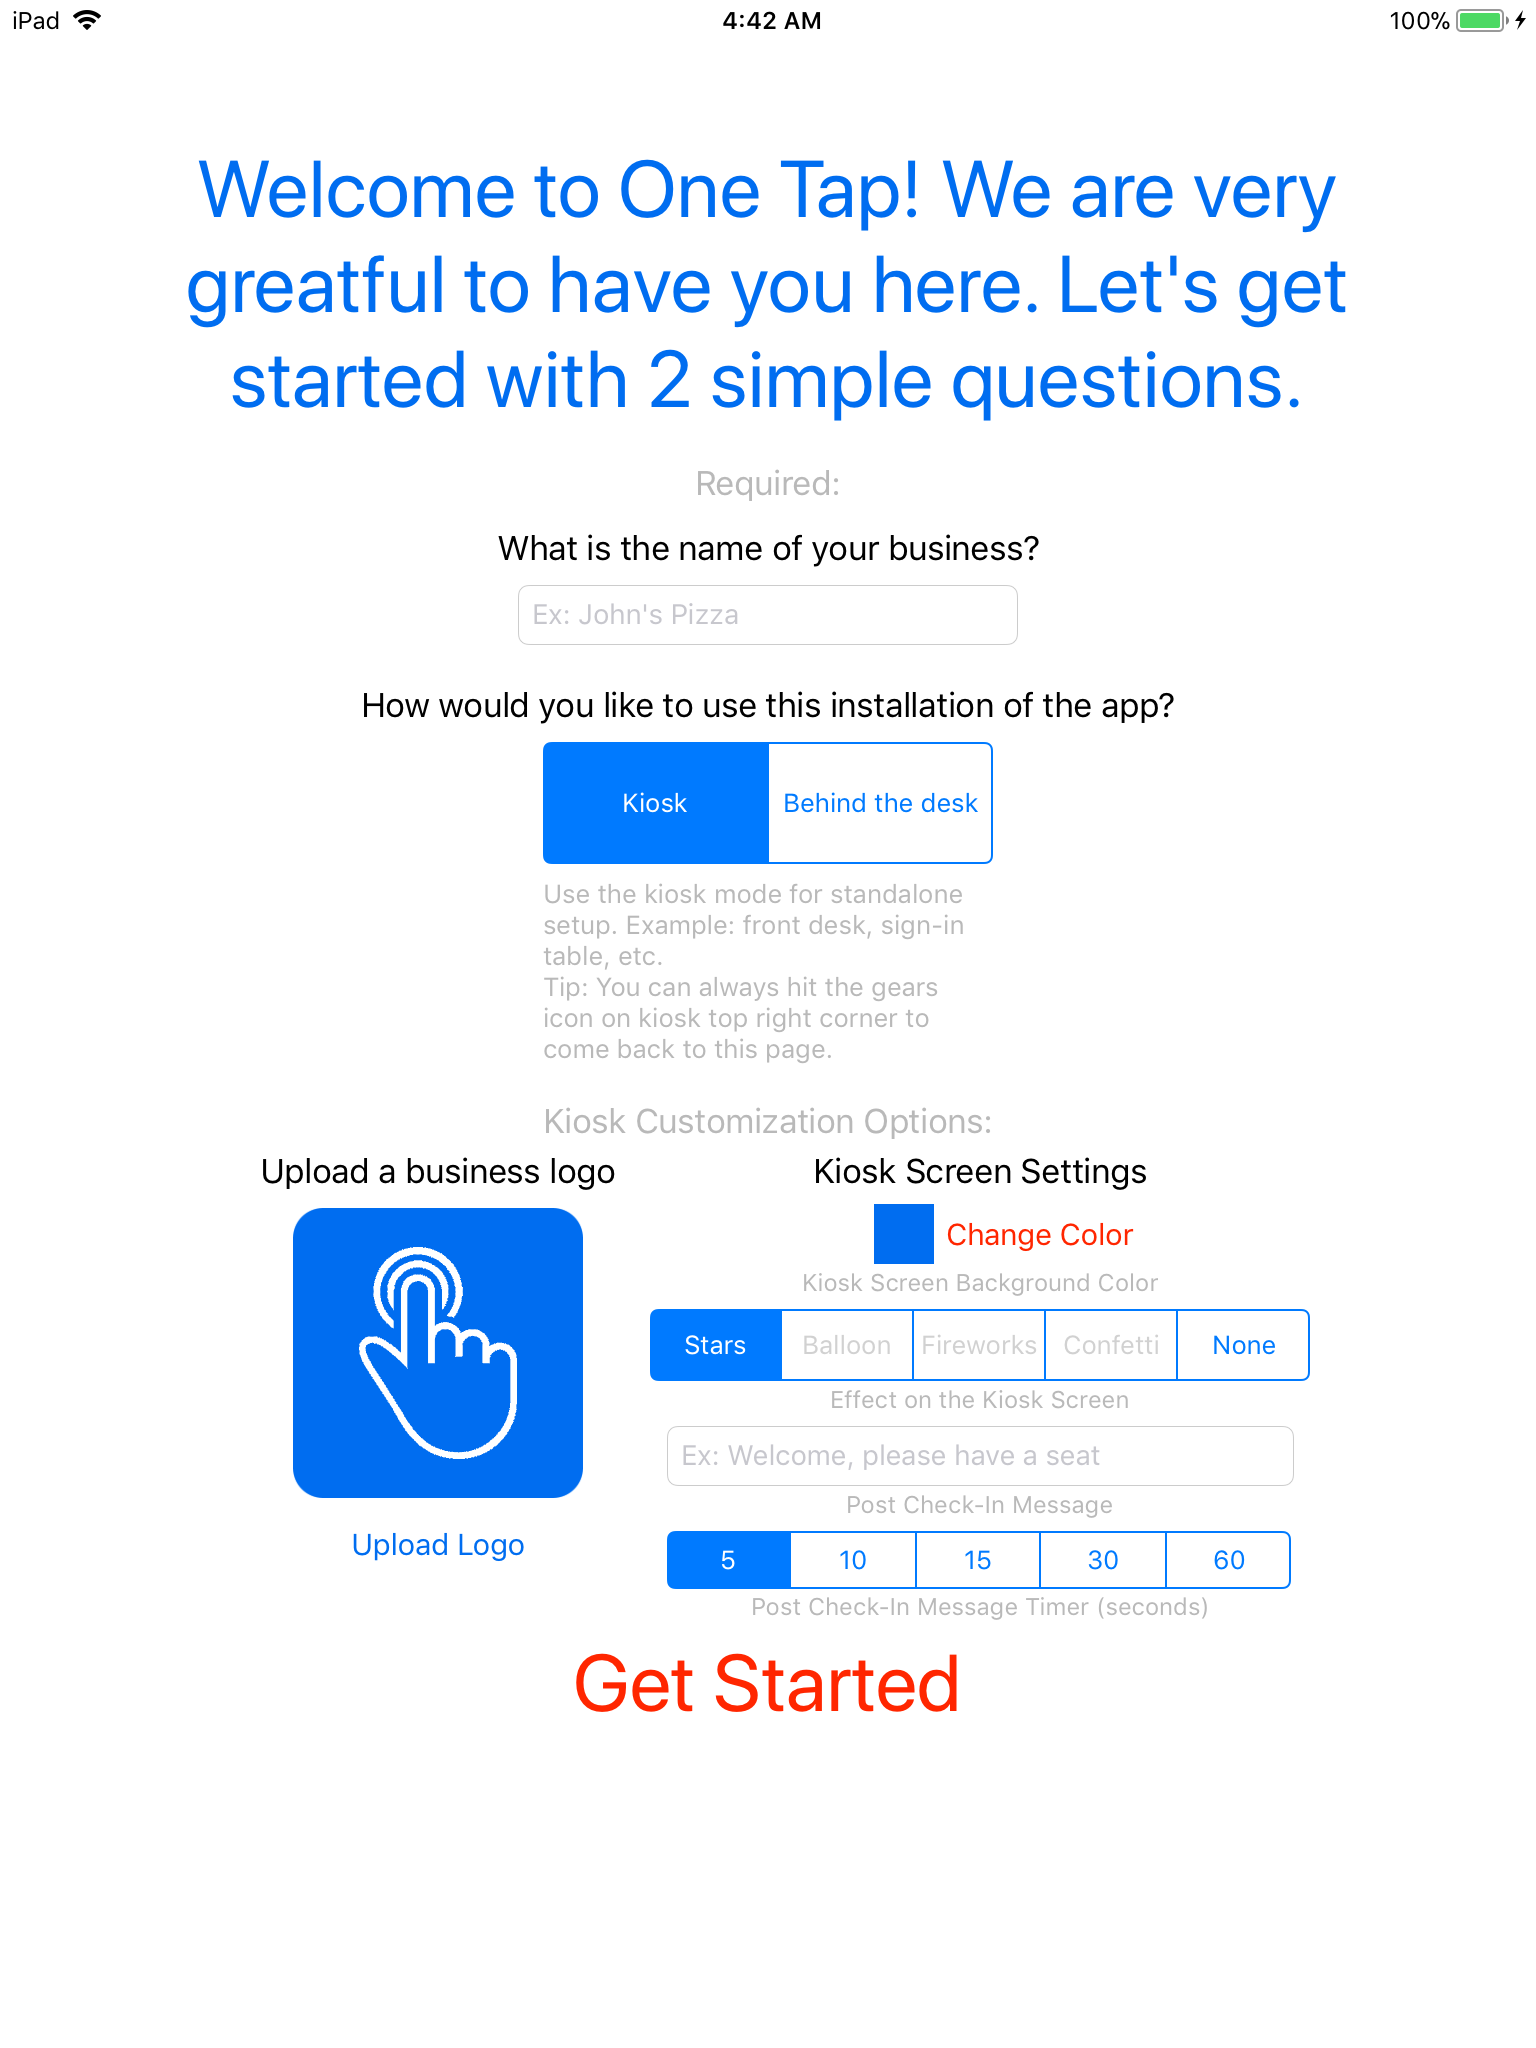 iPad
4:42 AM
100%
Welcome to One Tap! We are very
greatful to have you here. Let's get
started with 2 simple questions.
Required:
What is the name of your business?
Ex: John's Pizza
How would you like to use this installation of the app?
Kiosk
Behind the desk
Use the kiosk mode for standalone
setup. Example: front desk, sign-in
table, etc.
Tip: You can always hit the gears
icon on kiosk top right corner to
come back to this page.
Kiosk Customization Options:
Upload a business logo
Upload Logo
Kiosk Screen Settings
Change Color
Kiosk Screen Background Color
Stars
Balloon
Fireworks
Confetti
None
Effect on the Kiosk Screen
Ex: Welcome, please have a seat
Post Check-In Message
5
10
15
30
60
Post Check-In Message Timer (seconds)
Get Started